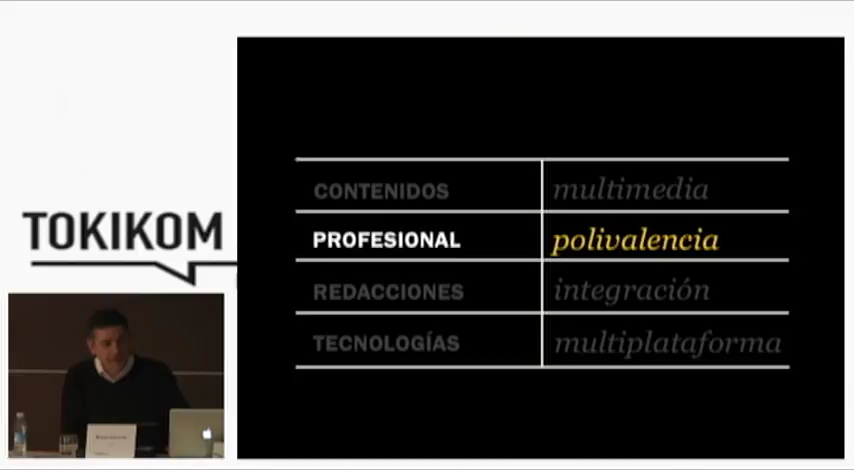 TOKIKOM
CONTENIDOS multimedia
PROFESIONAL polivalencia
REDACCIONES integración
TECNOLOGÍAS multiplataforma